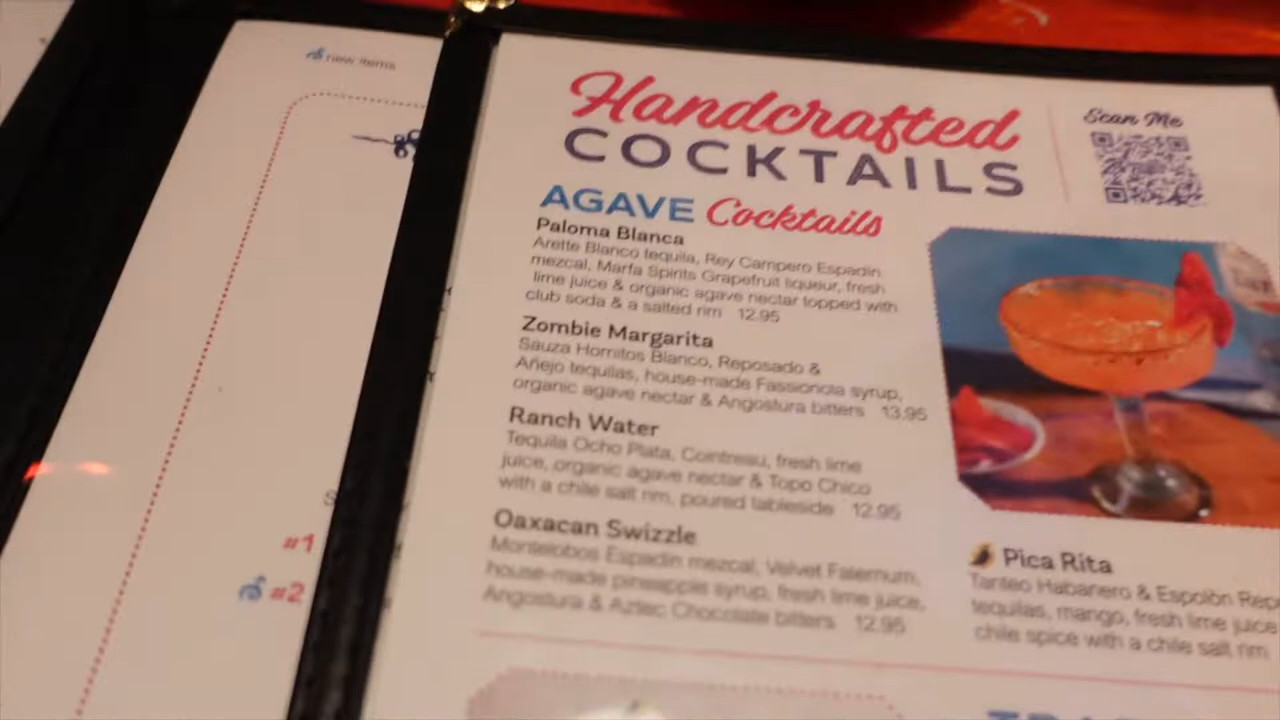 new items
#1
#2
Handcrafted
COCKTAILS
Scan Me
AGAVE Cocktails
Paloma Blanca
Arette Blanco tequila, Rey Campero Espadin
mezcal, Marfa Spirits Grapefruit liqueur, fresh
lime juice & organic agave nectar topped with
club soda & a salted rim 12.95
Zombie Margarita
Sauza Hornitos Blanco, Reposado &
Añejo tequilas, house-made Fassionola syrup,
organic agave nectar & Angostura bitters 13.95
Ranch Water
Tequila Ocho Plata, Cointreau, fresh lime
juice, organic agave nectar & Topo Chico
with a chile salt rim, poured tableside 12.95
Oaxacan Swizzle
Montelobos Espadin mezcal, Velvet Falernum,
house-made pineapple syrup, fresh lime juice,
Angostura & Aztec Chocolate bitters 12.95
Pica Rita
Tanteo Habanero & Espolòn Rep
tequilas, mango, fresh lime juice
chile spice with a chile salt rim